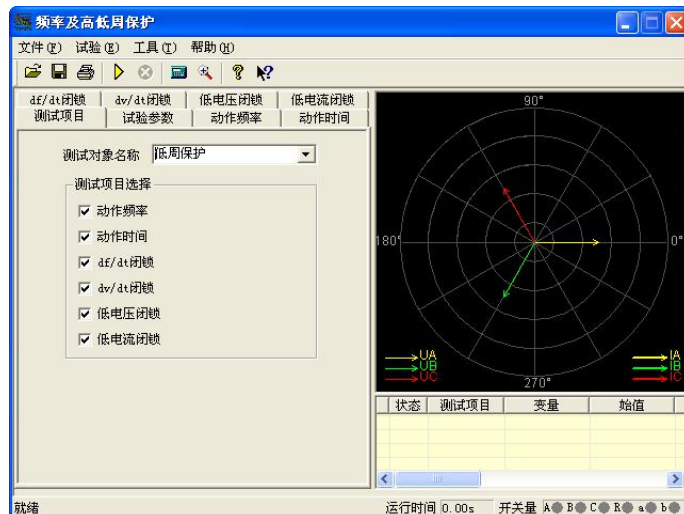 频率及高低周保护
文件(F) 试验(E) 工具(T) 帮助(H)
df/dt闭锁 dv/dt闭锁 低电压闭锁 低电流闭锁
测试项目 试验参数 动作频率 动作时间
测试对象名称 低周保护
测试项目选择
动作频率
动作时间
df/dt闭锁
dv/dt闭锁
低电压闭锁
低电流闭锁
90°
180° 0°
270°
UA IA
UB IB
UC IC
状态 测试项目 变量 始值
就绪 运行时间 0.00s 开关量 A B C R a b